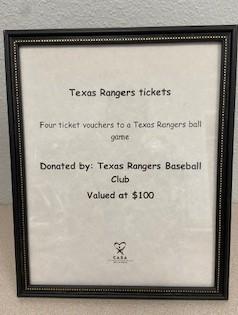 Texas Rangers tickets
Four ticket vouchers to a Texas Rangers ball
game
Donated by: Texas Rangers Baseball
Club
Valued at $100
CASA